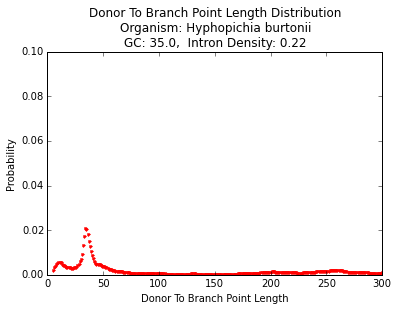 Donor To Branch Point Length Distribution
Organism: Hyphopichia burtonii
GC: 35.0,  Intron Density: 0.22
0.10
0.08
0.06
0.04
0.02
0.00
Probability
0
50
100
150
200
250
300
Donor To Branch Point Length